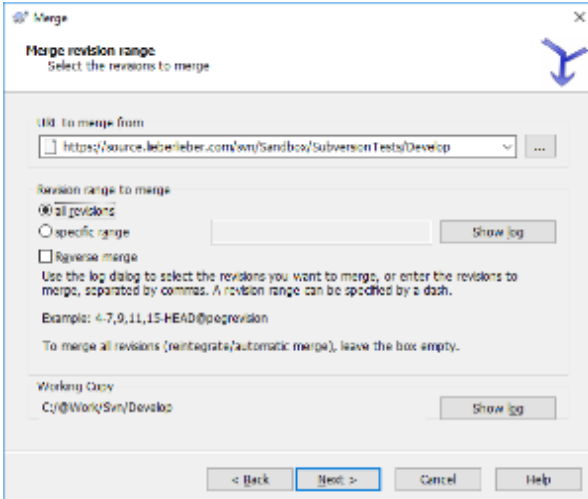 Merge
Merge revision range
Select the revisions to merge
URL to merge from
https://source.lieberlieber.com/svn/Sandbox/SubversionTests/Develop
...
Revision range to merge
all revisions
specific range
Show log
Reverse merge
Use the log dialog to select the revisions you want to merge, or enter the revisions to
merge, separated by commas. A revision range can be specified by a dash.
Example: 4-7,9,11,15-HEAD@pegrevision
To merge all revisions (reintegrate/automatic merge), leave the box empty.
Working Copy
C:/@Work/Svn/Develop
Show log
< Back Next > Cancel Help